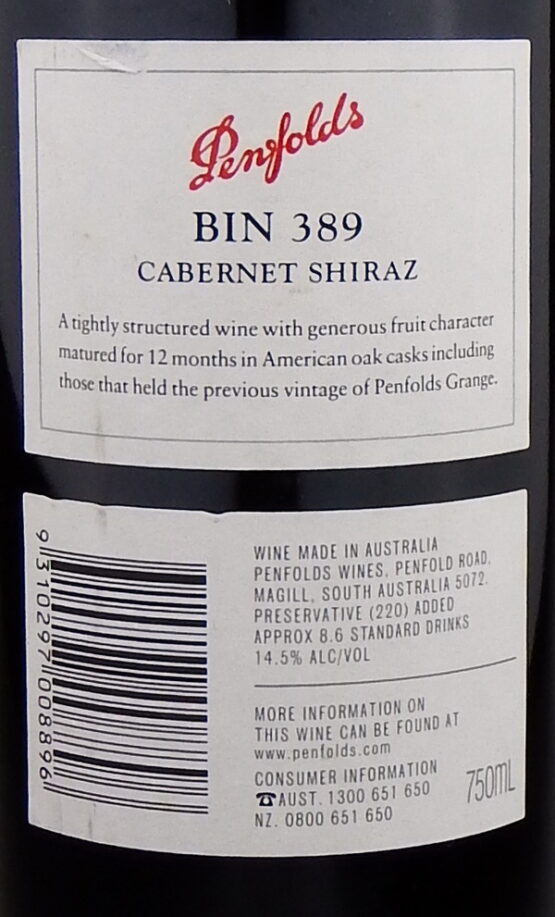 Penfolds
BIN 389
CABERNET SHIRAZ
A tightly structured wine with generous fruit character
matured for 12 months in American oak casks including
those that held the previous vintage of Penfolds Grange.
9 310297 008896
WINE MADE IN AUSTRALIA
PENFOLDS WINES, PENFOLD ROAD,
MAGILL, SOUTH AUSTRALIA 5072.
PRESERVATIVE (220) ADDED
APPROX 8.6 STANDARD DRINKS
14.5% ALC/VOL
MORE INFORMATION ON
THIS WINE CAN BE FOUND AT
www.penfolds.com
CONSUMER INFORMATION
☎AUST. 1300 651 650
NZ. 0800 651 650
750mL